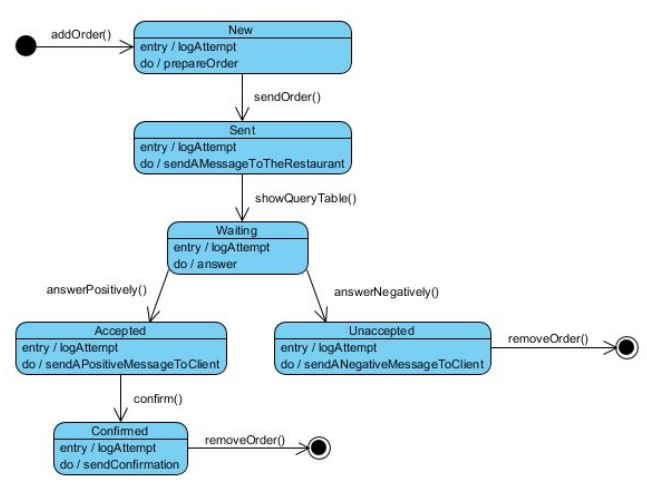 addOrder()
New
entry / logAttempt
do / prepareOrder
sendOrder()
Sent
entry / logAttempt
do / sendAMessageToTheRestaurant
showQueryTable()
Waiting
entry / logAttempt
do / answer
answerPositively()
answerNegatively()
Accepted
entry / logAttempt
do / sendAPositiveMessageToClient
Unaccepted
entry / logAttempt
do / sendANegativeMessageToClient
removeOrder()
confirm()
Confirmed
entry / logAttempt
do / sendConfirmation
removeOrder()